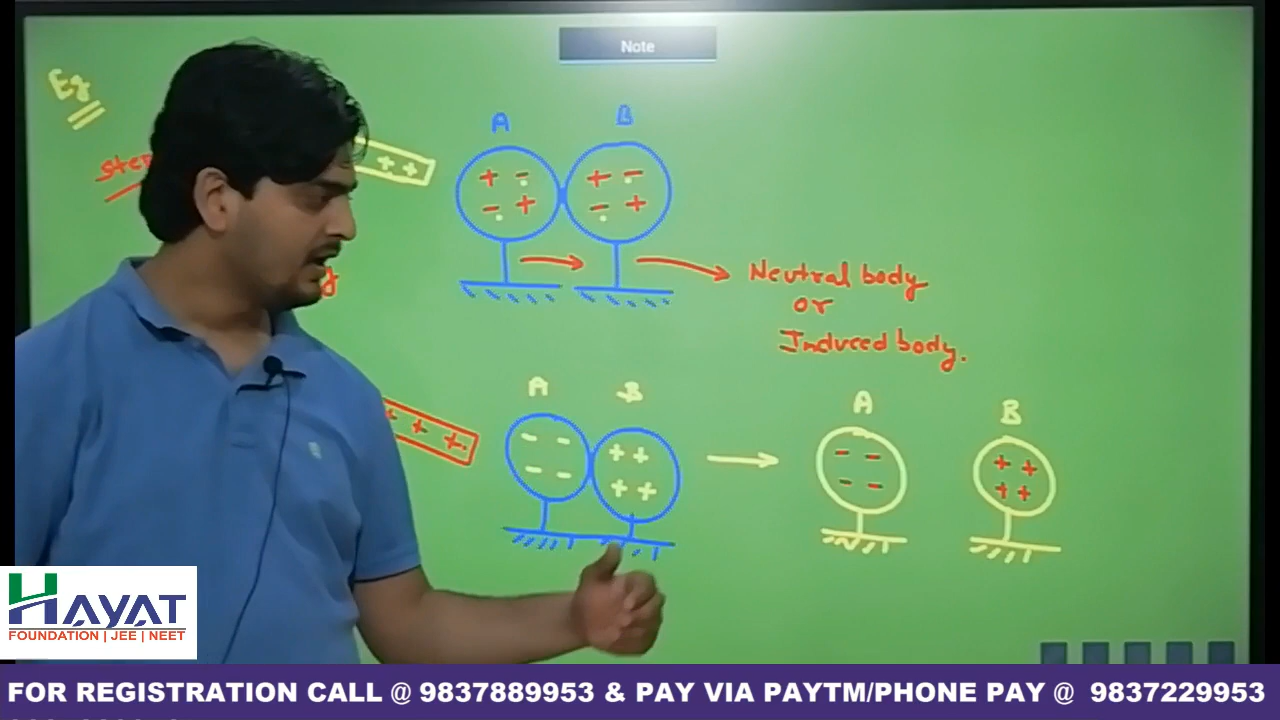 Note
Eg
A B
+ +
+ - + -
- + - +
Neutral body
or
Induced body.
A B
+ + +
- - + +
- - + +
A B
- - + +
- - + +
HAYAT
FOUNDATION | JEE | NEET
FOR REGISTRATION CALL @ 9837889953 & PAY VIA PAYTM/PHONE PAY @ 9837229953